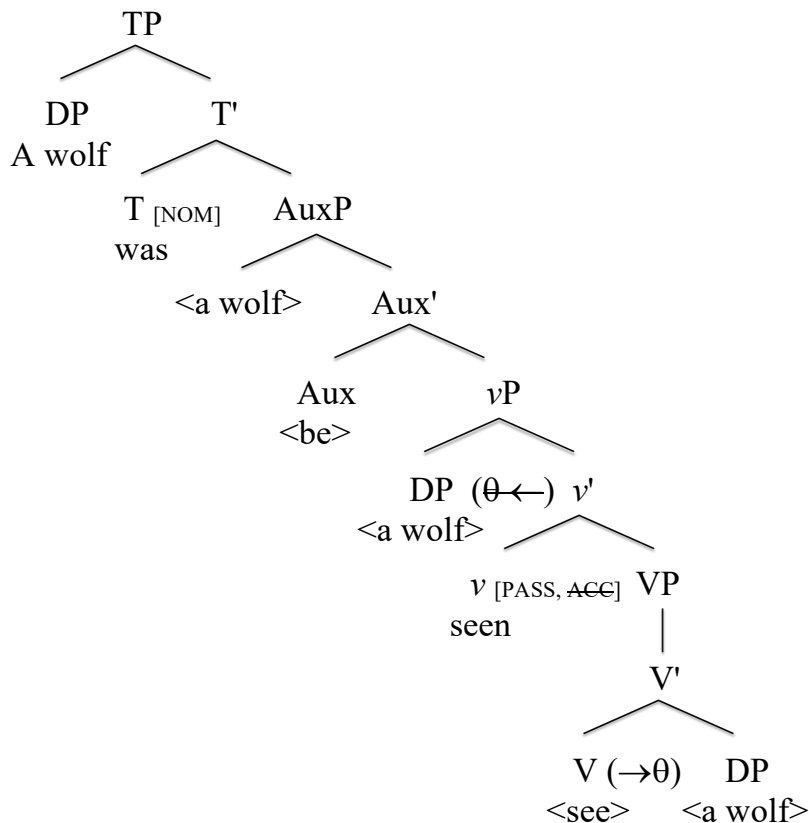 TP
DP T'
A wolf
T [NOM] AuxP
was
<a wolf> Aux'
Aux vP
<be>
DP (θ ←) v'
<a wolf>
v [PASS, ACC] VP
seen
V'
V (→θ) DP
<see> <a wolf>